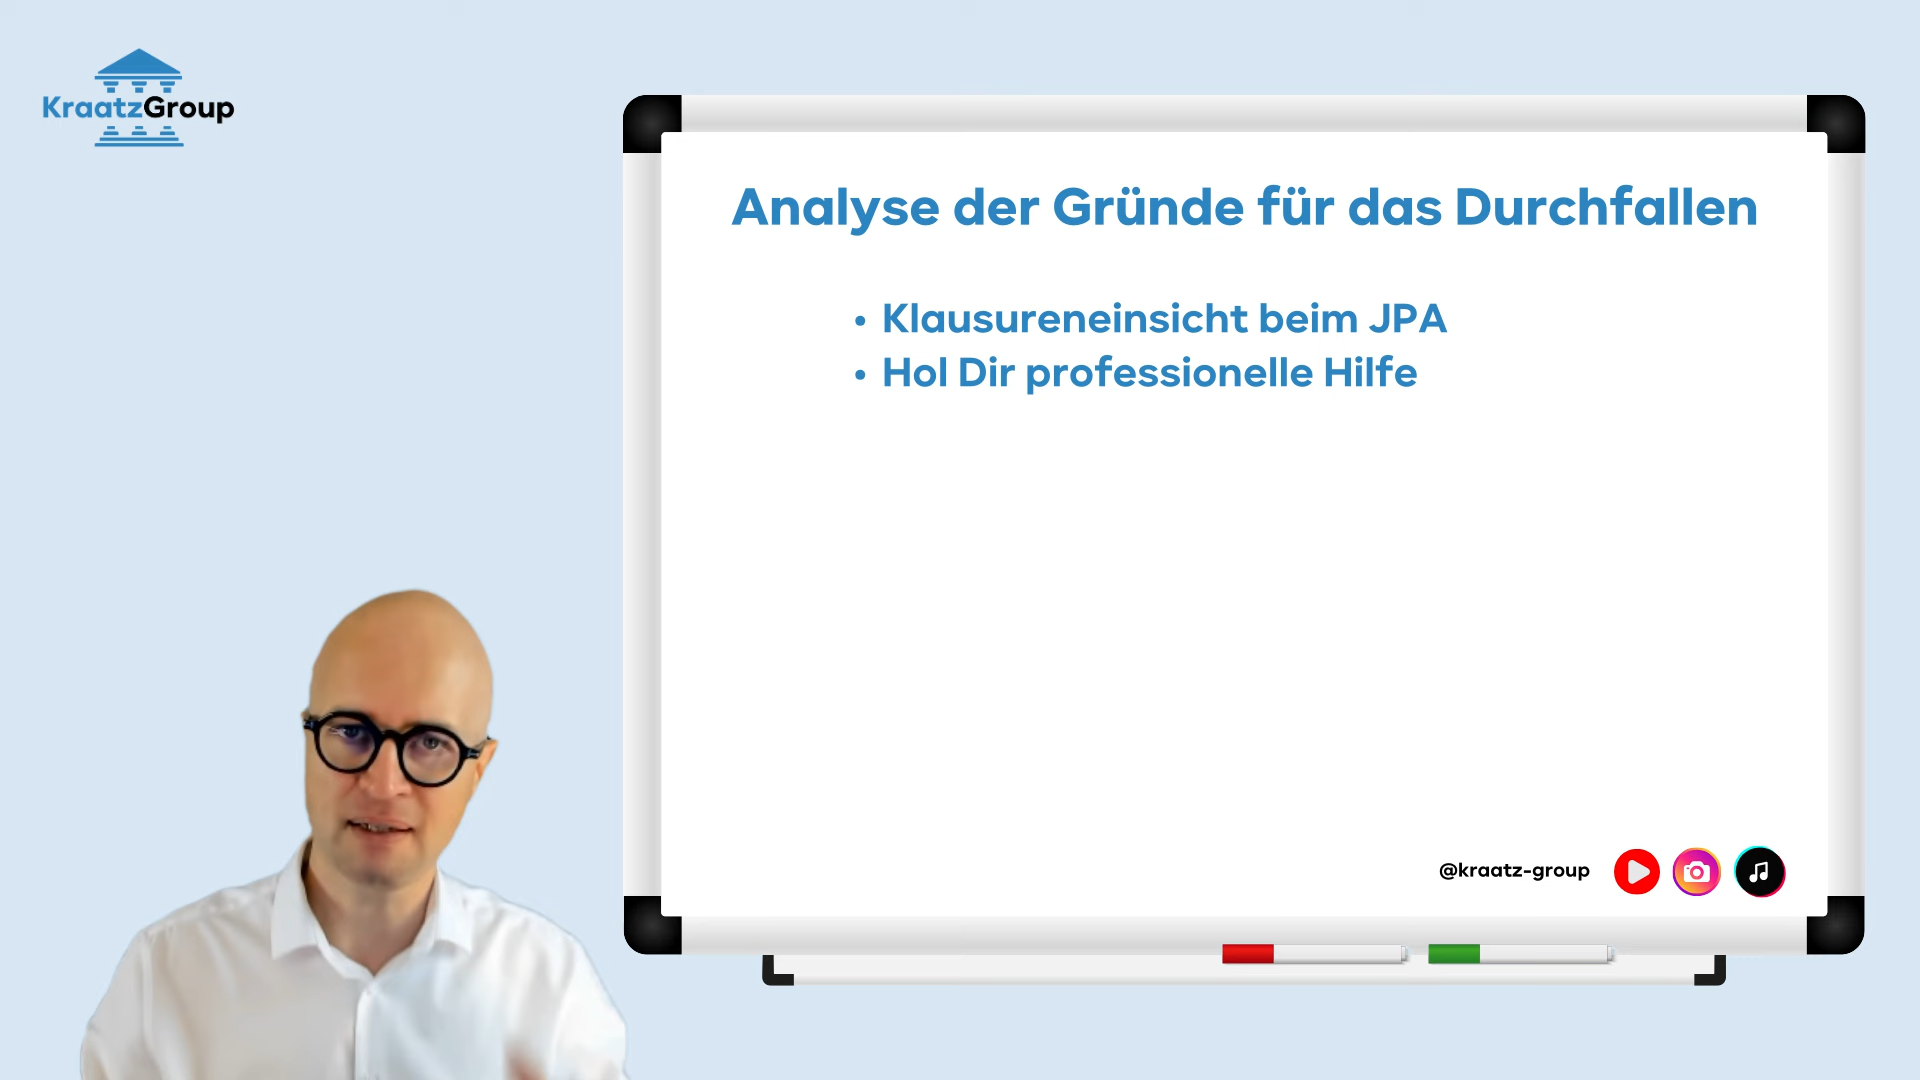 KraatzGroup
Analyse der Gründe für das Durchfallen
• Klausureneinsicht beim JPA
• Hol Dir professionelle Hilfe
@kraatz-group